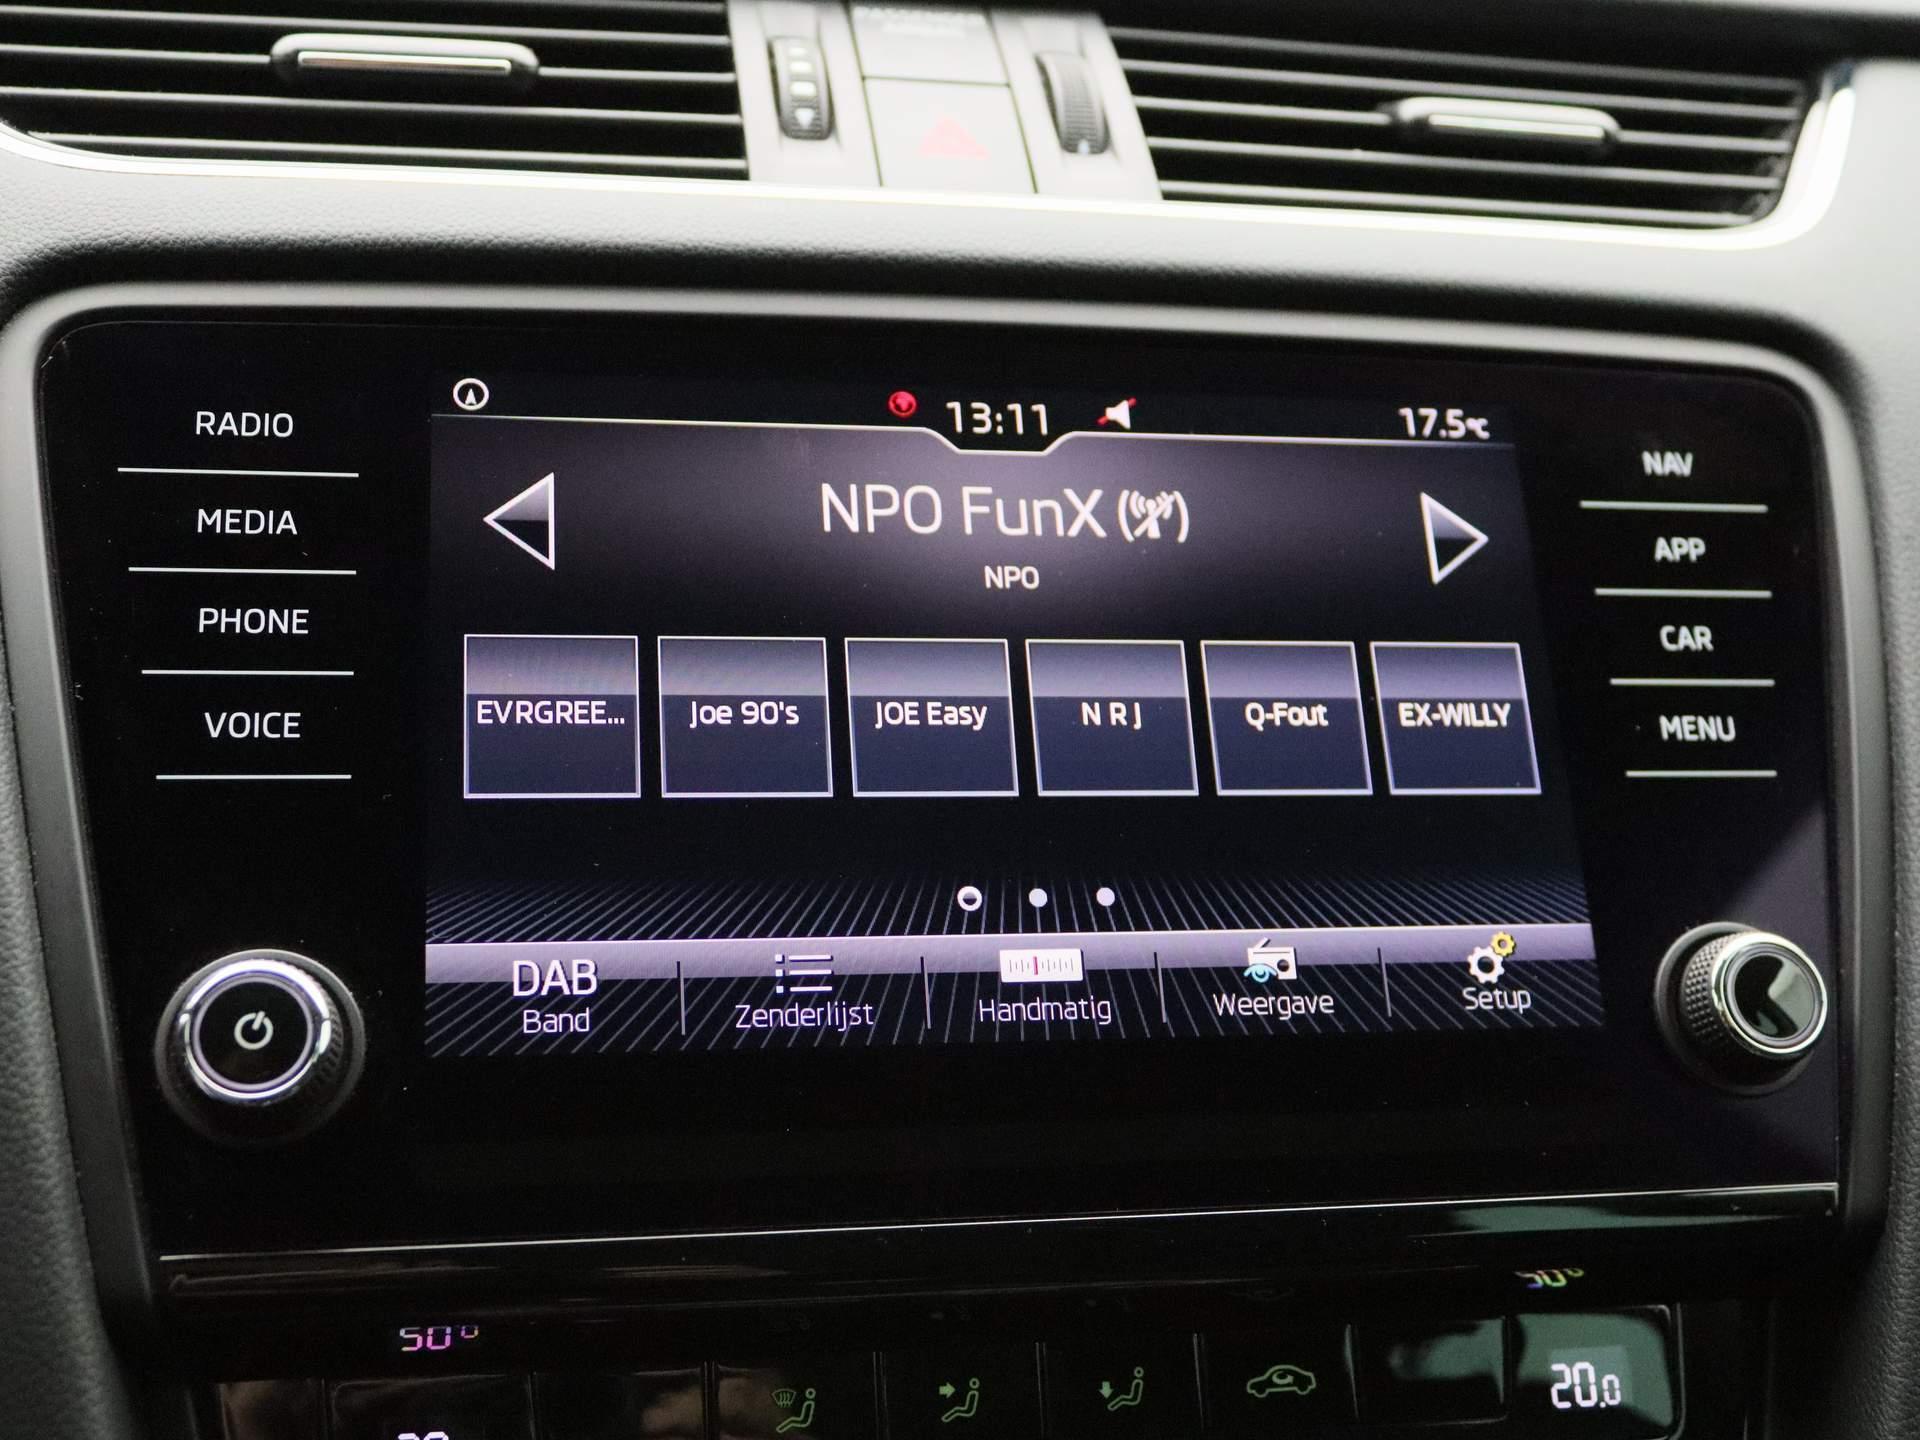 13:11
17.5°C
RADIO
MEDIA
PHONE
VOICE
NPO FunX
NPO
EVRGREE...
Joe 90's
JOE Easy
N R J
Q-Fout
EX-WILLY
DAB
Band
Zenderlijst
Handmatig
Weergave
Setup
NAV
APP
CAR
MENU
20.0